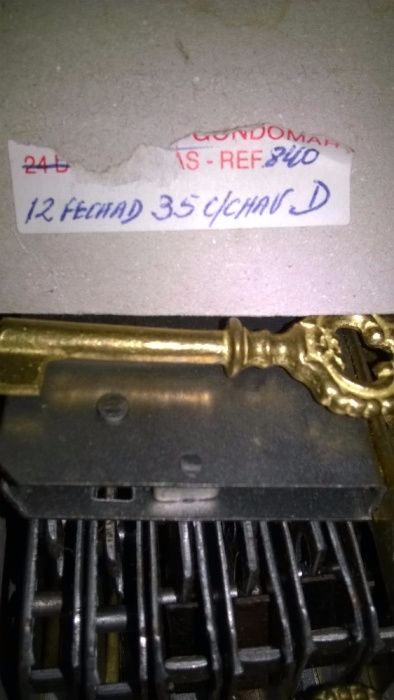 GONDOMAR
24 AS - REF. 840
12 FECHAD 35 C/CHAV D